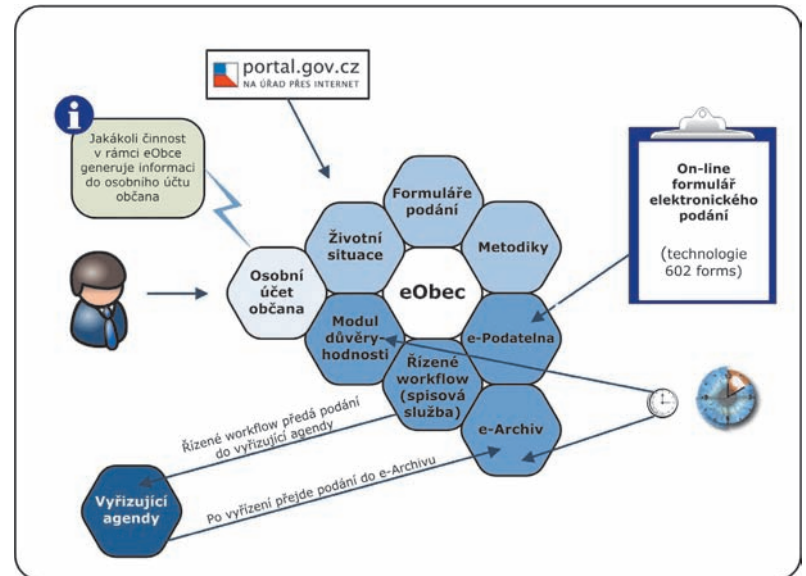 portal.gov.cz
NA ÚŘAD PŘES INTERNET
i
Jakákoli činnost
v rámci eObce
generuje informaci
do osobního účtu
občana
On-line
formulář
elektronického
podání
(technologie
602 forms)
Formuláře
podání
Životní
situace
Metodiky
Osobní
účet
občana
eObec
Modul
důvěry-
hodnosti
e-Podatelna
Řízené
workflow
(spisová
služba)
e-Archiv
Řízené workflow předá podání
do vyřizující agendy
Po vyřízení přejde podání do e-Archivu
Vyřizující
agendy